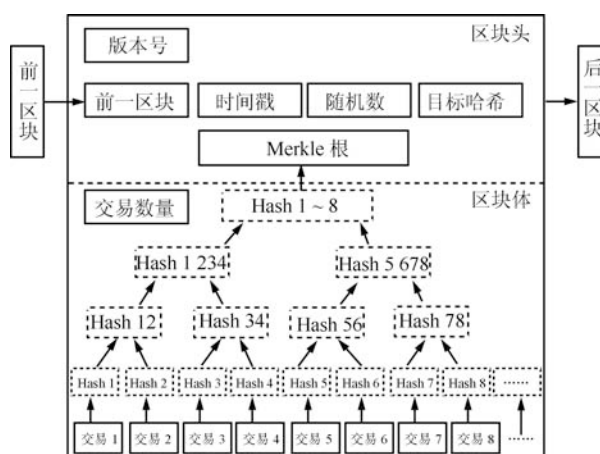 版本号
区块头
前一区块
前一区块
时间戳
随机数
目标哈希
后一区块
Merkle 根
交易数量
Hash 1 ~ 8
区块体
Hash 1 234
Hash 5 678
Hash 12
Hash 34
Hash 56
Hash 78
Hash 1
Hash 2
Hash 3
Hash 4
Hash 5
Hash 6
Hash 7
Hash 8
……
交易 1
交易 2
交易 3
交易 4
交易 5
交易 6
交易 7
交易 8
……